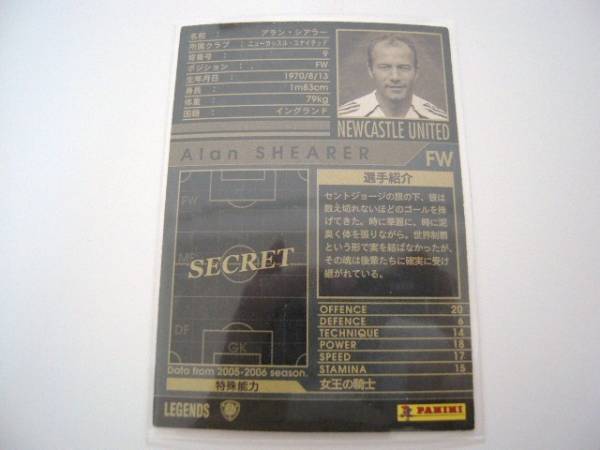 名前 : アラン・シアラー
所属クラブ : ニューカッスル・ユナイテッド
背番号 : 9
ポジション : FW
生年月日 : 1970/8/13
身長 : 1m83cm
体重 : 79kg
国籍 : イングランド
NEWCASTLE UNITED
Alan SHEARER
FW
FW
MF
SECRET
DF
GK
Data from 2005-2006 season.
選手紹介
セントジョージの旗の下、彼は
数え切れないほどのゴールを捧
げてきた。時に華麗に、時に泥
臭く体を張りながら。世界制覇
という形で実を結ばなかったが、
その魂は後輩たちに確実に受け
継がれている。
OFFENCE 20
DEFENCE 6
TECHNIQUE 14
POWER 18
SPEED 17
STAMINA 15
特殊能力
女王の騎士
LEGENDS
PANINI